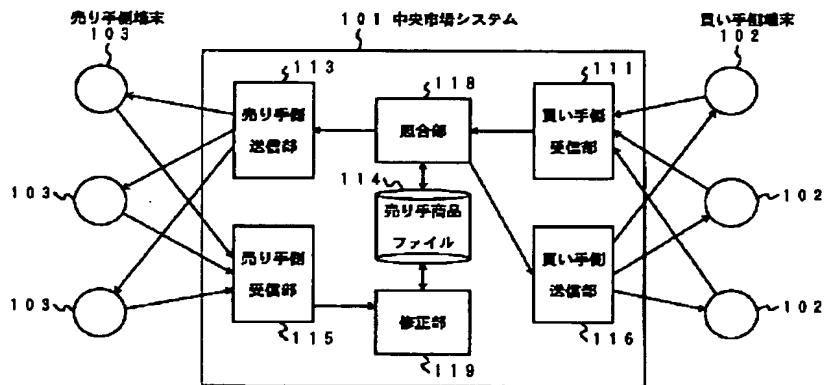 売り手側端末
103
101 中央市場システム
買い手側端末
102
113
売り手側
送信部
118
照合部
111
買い手側
受信部
103
114
売り手商品
ファイル
102
売り手側
受信部
115
修正部
119
買い手側
送信部
116
103
102